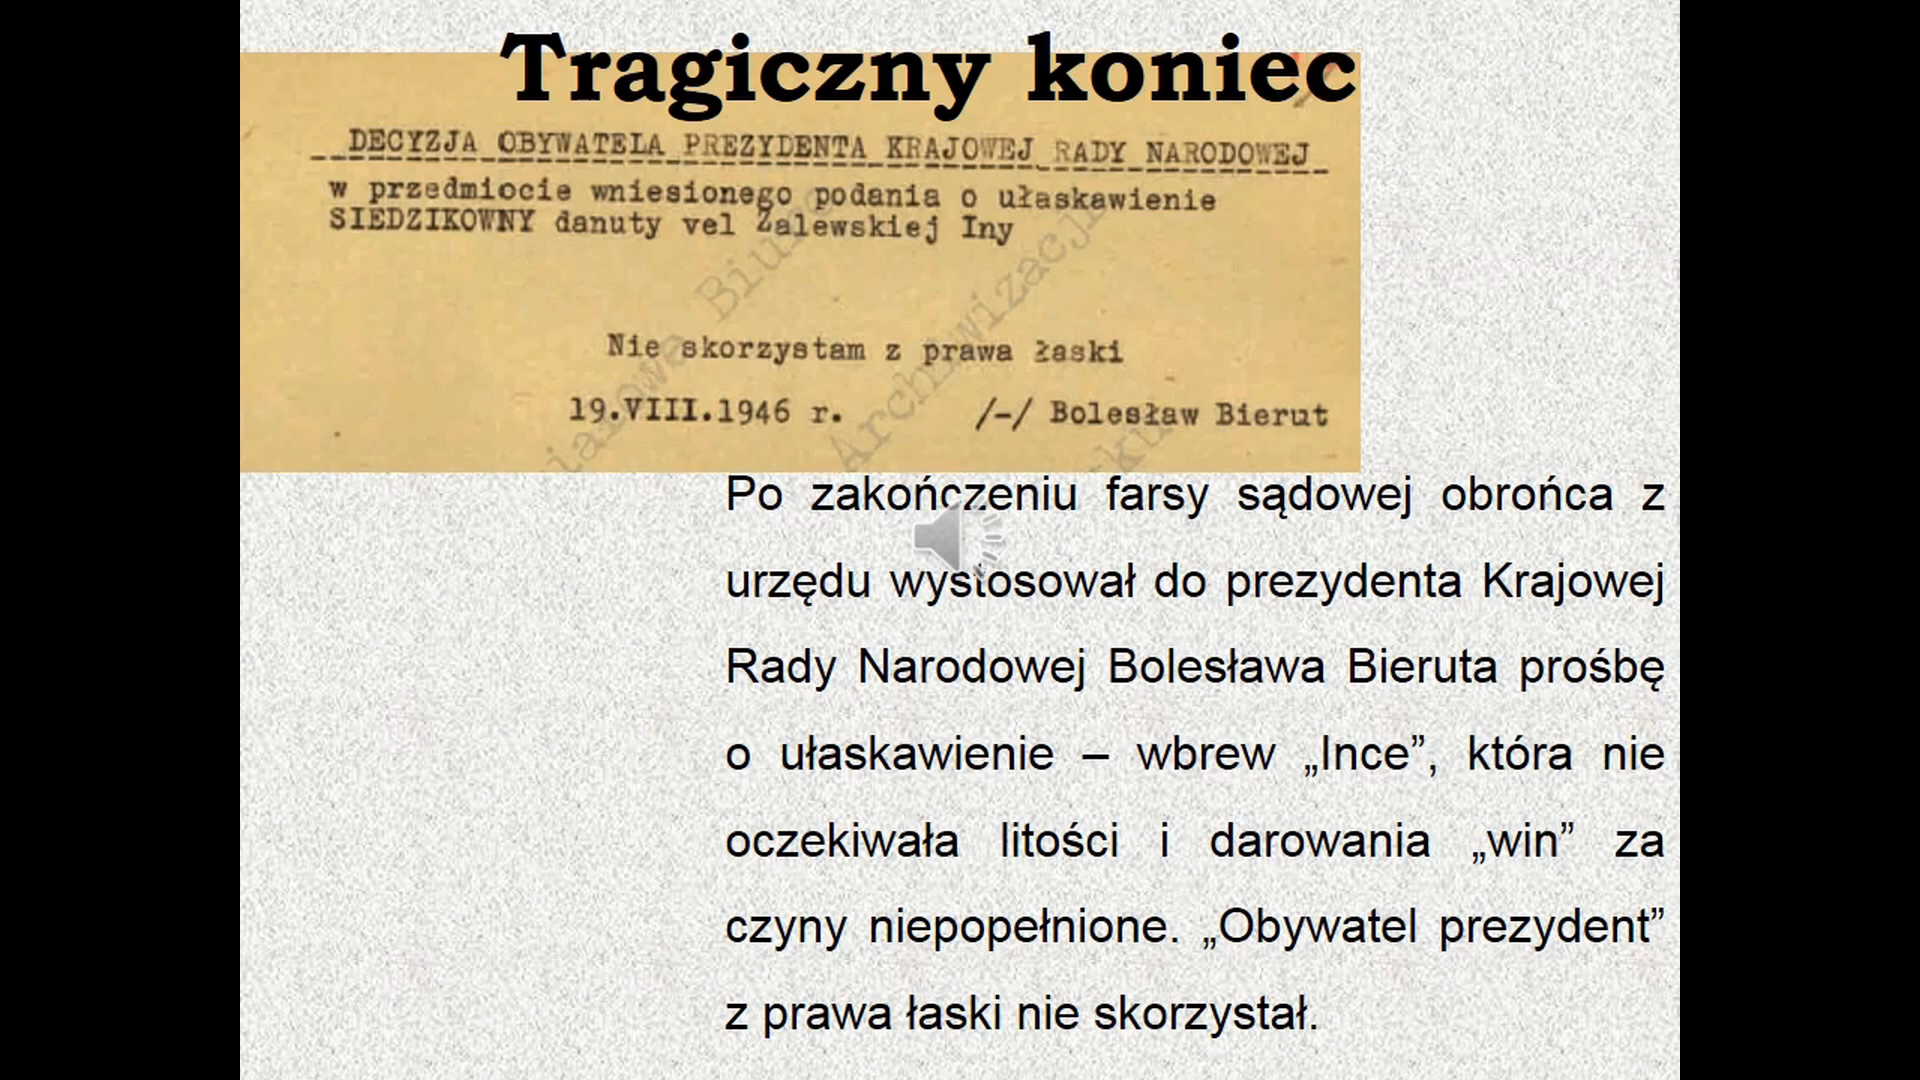 Tragiczny koniec
DECYZJA OBYWATELA PREZYDENTA KRAJOWEJ RADY NARODOWEJ
w przedmiocie wniesionego podania o ułaskawienie
SIEDZIKOWNY danuty vel Zalewskiej Iny
Nie skorzystam z prawa łaski
19.VIII.1946 r. /-/ Bolesław Bierut
Po zakończeniu farsy sądowej obrońca z
urzędu wystosował do prezydenta Krajowej
Rady Narodowej Bolesława Bieruta prośbę
o ułaskawienie – wbrew „Ince”, która nie
oczekiwała litości i darowania „win” za
czyny niepopełnione. „Obywatel prezydent”
z prawa łaski nie skorzystał.